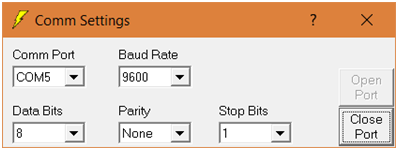 Comm Settings ?
Comm Port Baud Rate
COM5 9600
Open
Port
Data Bits Parity Stop Bits
8 None 1
Close
Port